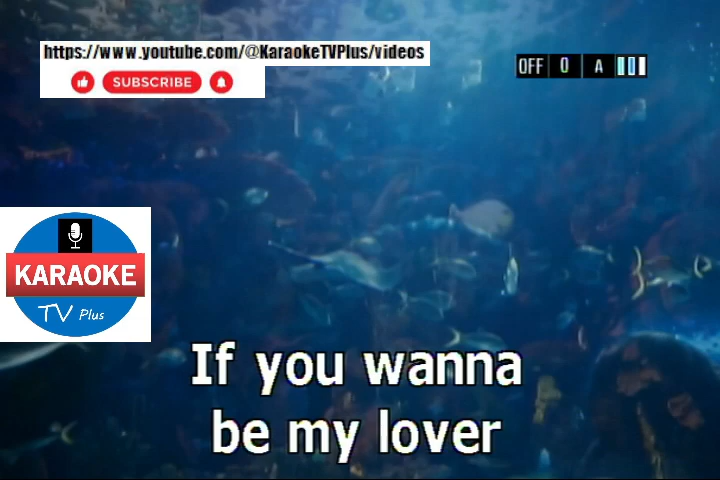 https://www.youtube.com/@KaraokeTVPlus/videos
SUBSCRIBE
OFF 0 A
KARAOKE
TV Plus
If you wanna
be my lover